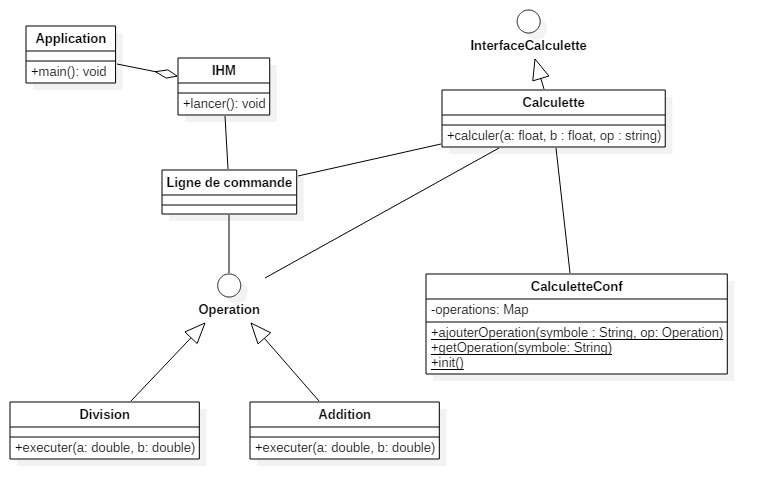 Application
+main(): void
IHM
+lancer(): void
InterfaceCalculette
Calculette
+calculer(a: float, b : float, op : string)
Ligne de commande
Operation
CalculetteConf
-operations: Map
+ajouterOperation(symbole : String, op: Operation)
+getOperation(symbole: String)
+init()
Division
+executer(a: double, b: double)
Addition
+executer(a: double, b: double)